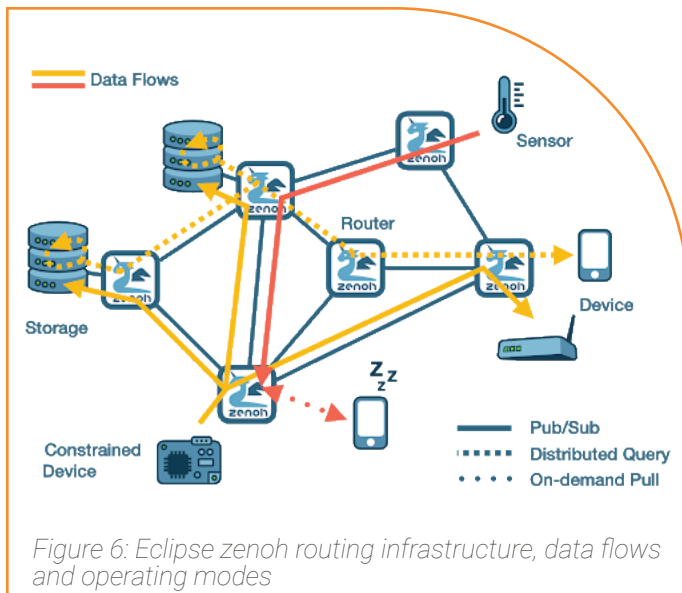 Data Flows
zenoh
Sensor
zenoh
Router
zenoh
zenoh
zenoh
Storage
Device
zenoh
Z
z
Z
Constrained
Device
Pub/Sub
Distributed Query
On-demand Pull
Figure 6: Eclipse zenoh routing infrastructure, data flows
and operating modes